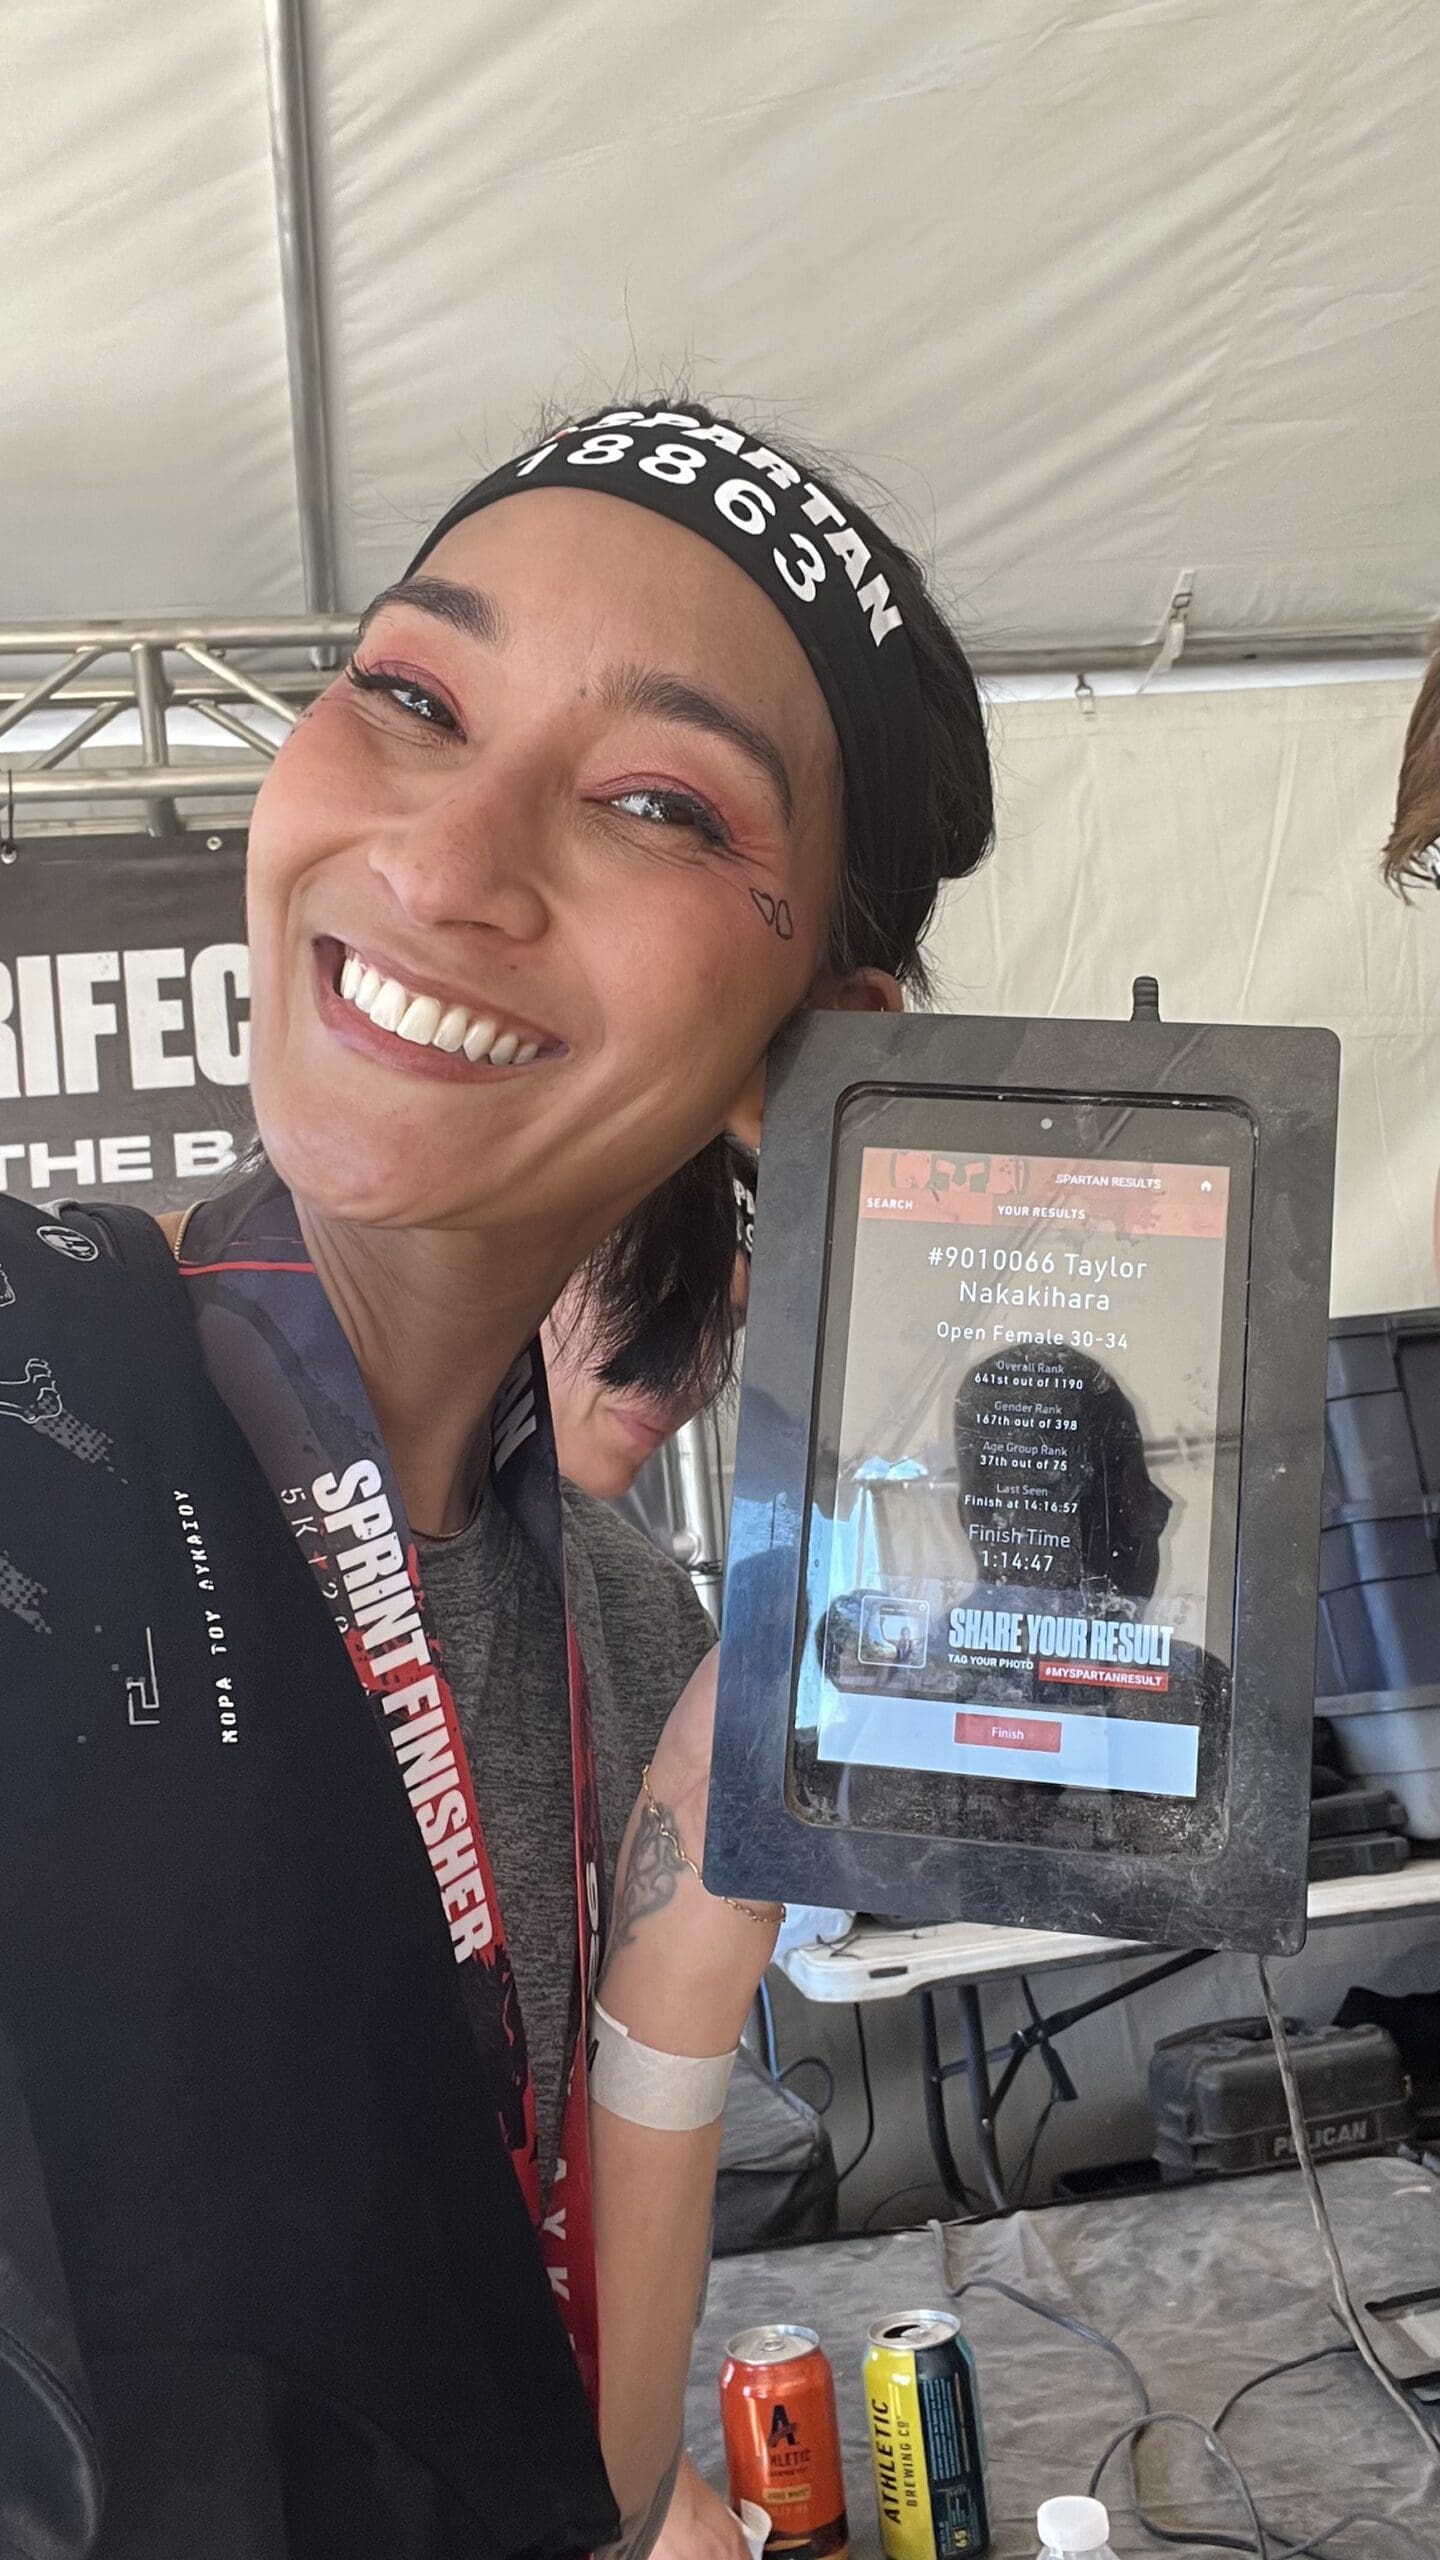 SPARTAN
18863
RIFEC
THE B
SPARTAN RESULTS
SEARCH
YOUR RESULTS
#9010066 Taylor
Nakakihara
Open Female 30-34
Overall Rank
641st out of 1190
Gender Rank
167th out of 398
Age Group Rank
37th out of 75
Last Seen
Finish at 14:16:57
Finish Time
1:14:47
SHARE YOUR RESULT
TAG YOUR PHOTO
#MYSPARTANRESULT
Finish
SPRINT FINISHER
5K
ΧΩΡΑ ΤΟΥ ΛΥΚΑΙΟΥ
PELICAN
A
ATHLETIC
BREWING CO